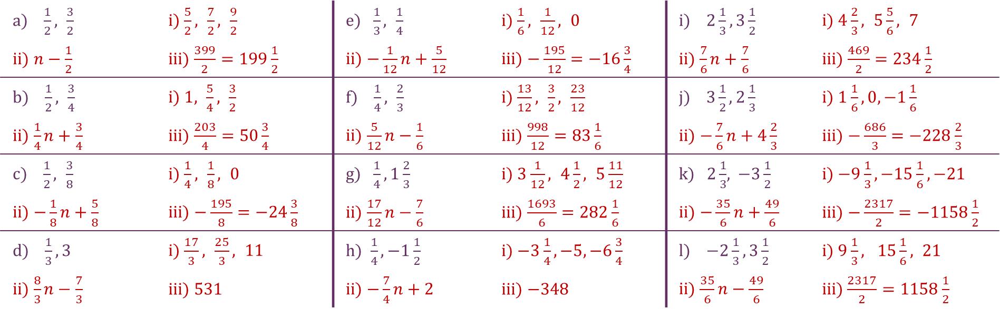 a) 1/2, 3/2 i) 5/2, 7/2, 9/2
ii) n − 1/2 iii) 399/2 = 199 1/2
b) 1/2, 3/4 i) 1, 5/4, 3/2
ii) 1/4 n + 3/4 iii) 203/4 = 50 3/4
c) 1/2, 3/8 i) 1/4, 1/8, 0
ii) − 1/8 n + 5/8 iii) − 195/8 = −24 3/8
d) 1/3, 3 i) 17/3, 25/3, 11
ii) 8/3 n − 7/3 iii) 531
e) 1/3, 1/4 i) 1/6, 1/12, 0
ii) − 1/12 n + 5/12 iii) − 195/12 = −16 3/4
f) 1/4, 2/3 i) 13/12, 3/2, 23/12
ii) 5/12 n − 1/6 iii) 998/12 = 83 1/6
g) 1/4, 1 2/3 i) 3 1/12, 4 1/2, 5 11/12
ii) 17/12 n − 7/6 iii) 1693/6 = 282 1/6
h) 1/4, −1 1/2 i) −3 1/4, −5, −6 3/4
ii) − 7/4 n + 2 iii) −348
i) 2 1/3, 3 1/2 i) 4 2/3, 5 5/6, 7
ii) 7/6 n + 7/6 iii) 469/2 = 234 1/2
j) 3 1/2, 2 1/3 i) 1 1/6, 0, −1 1/6
ii) − 7/6 n + 4 2/3 iii) − 686/3 = −228 2/3
k) 2 1/3, −3 1/2 i) −9 1/3, −15 1/6, −21
ii) − 35/6 n + 49/6 iii) − 2317/2 = −1158 1/2
l) −2 1/3, 3 1/2 i) 9 1/3, 15 1/6, 21
ii) 35/6 n − 49/6 iii) 2317/2 = 1158 1/2